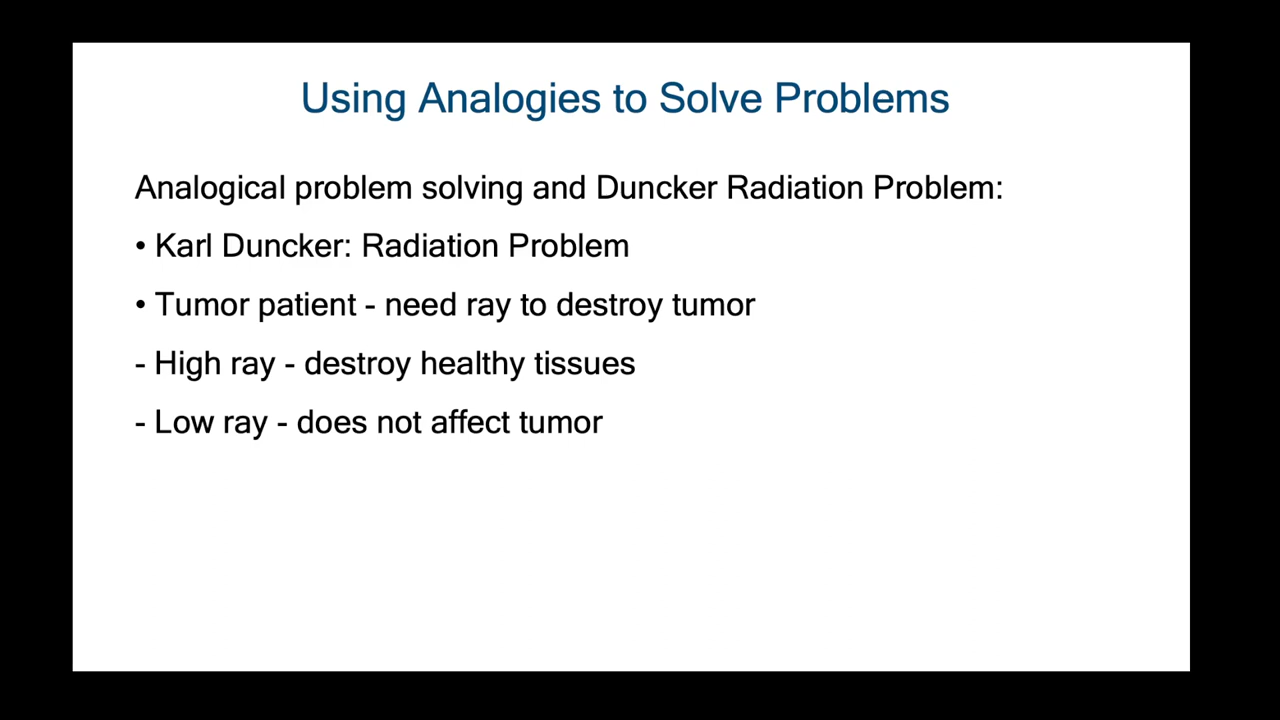 Using Analogies to Solve Problems
Analogical problem solving and Duncker Radiation Problem:
• Karl Duncker: Radiation Problem
• Tumor patient - need ray to destroy tumor
- High ray - destroy healthy tissues
- Low ray - does not affect tumor